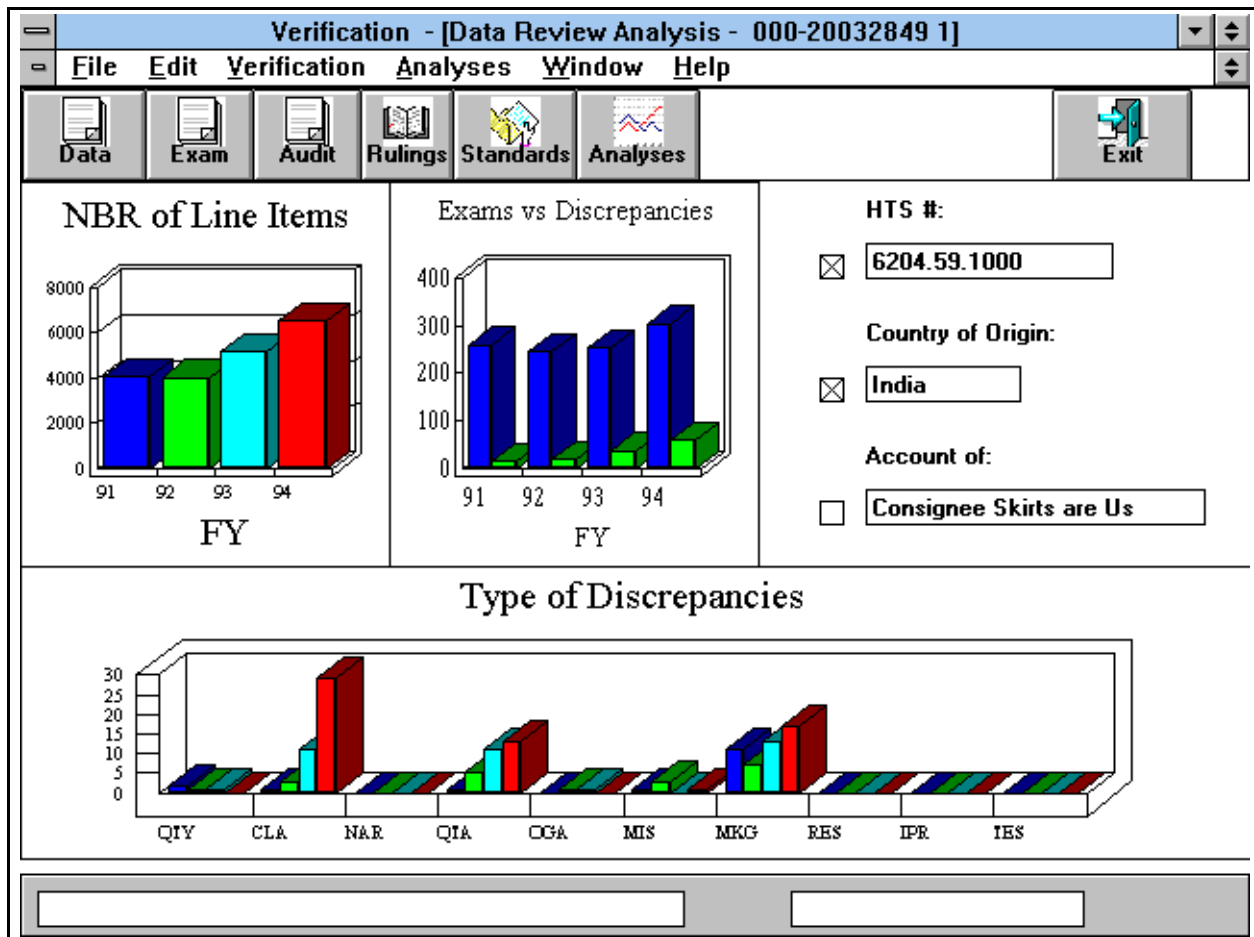 Verification - [Data Review Analysis - 000-20032849 1]
File Edit Verification Analyses Window Help
Data Exam Audit Rulings Standards Analyses Exit
NBR of Line Items
8000
6000
4000
2000
0
91 92 93 94
FY
Exams vs Discrepancies
400
300
200
100
0
91 92 93 94
FY
HTS #:
6204.59.1000
Country of Origin:
India
Account of:
Consignee Skirts are Us
Type of Discrepancies
30
25
20
15
10
5
0
QTY CLA NAR QTA OGA MIS MKG RES IPR TES